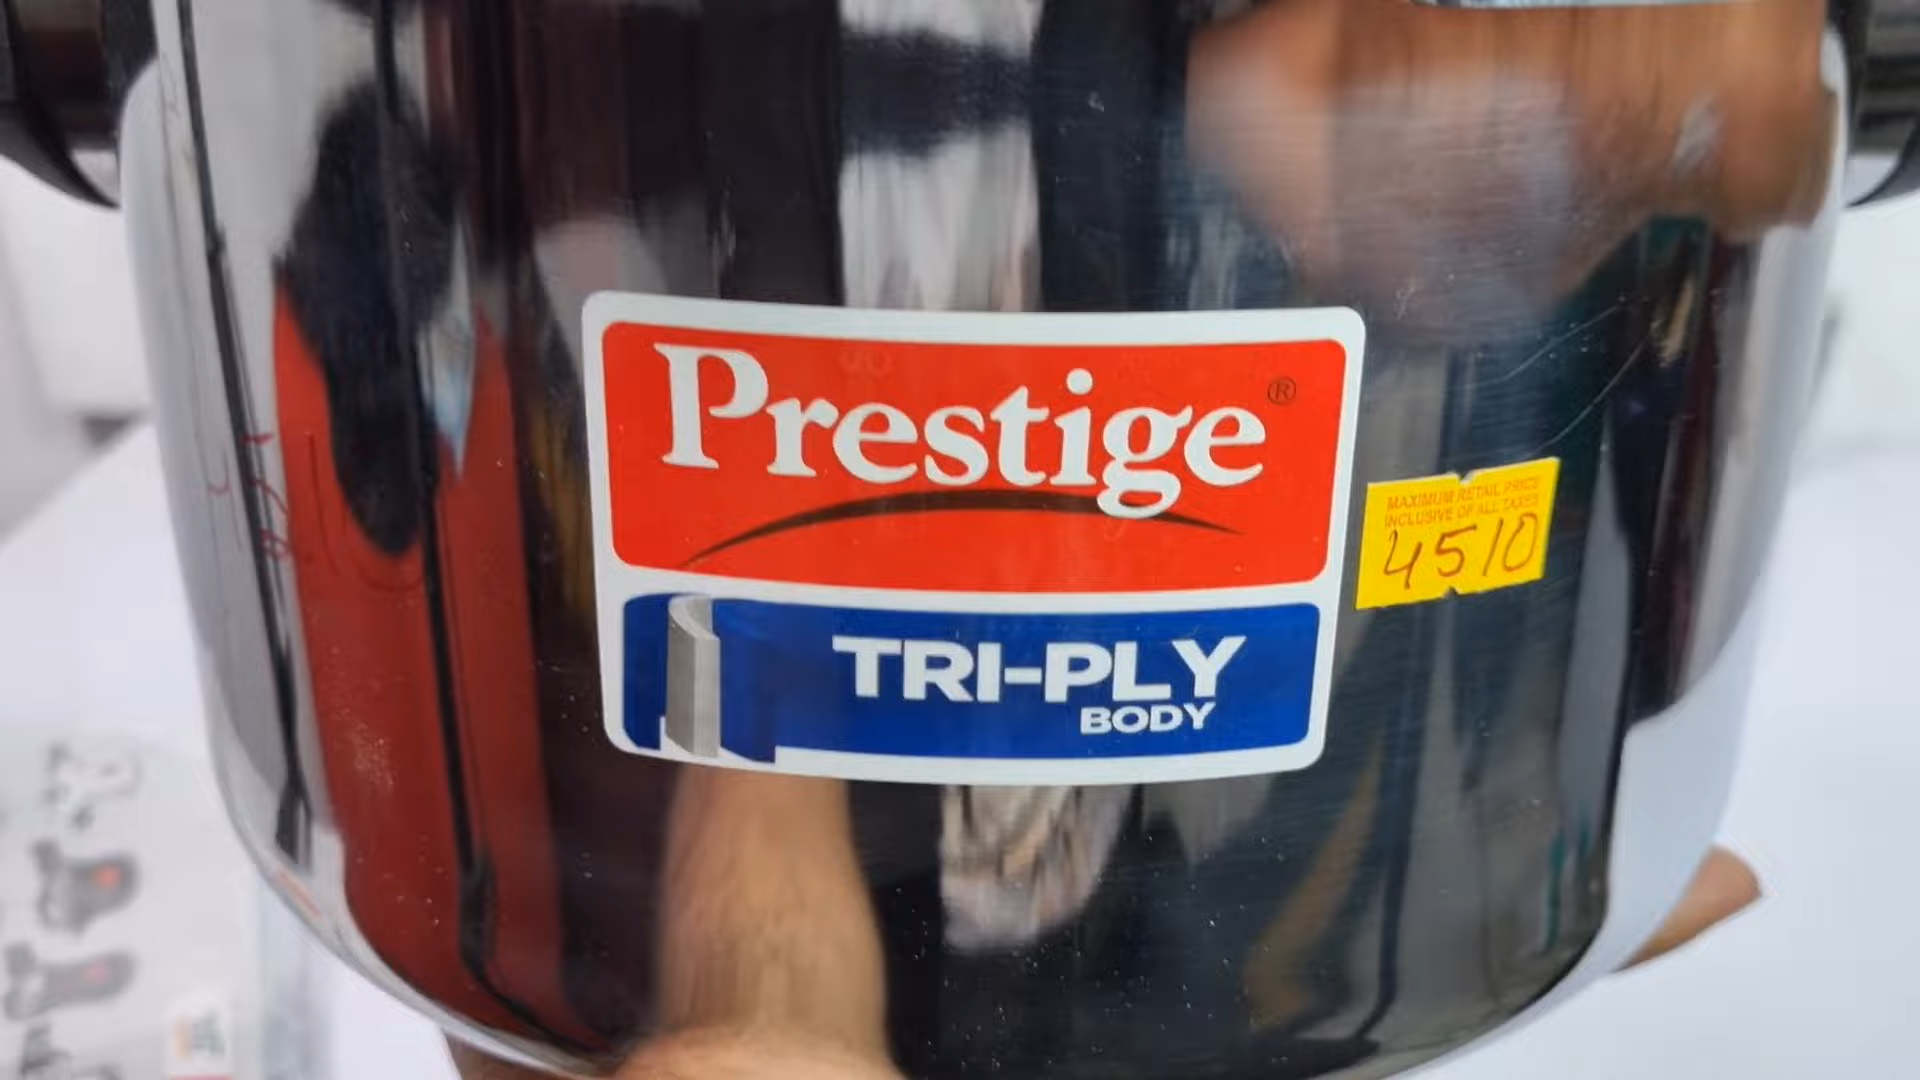 Prestige®
TRI-PLY
BODY
MAXIMUM RETAIL PRICE
INCLUSIVE OF ALL TAXES
4510